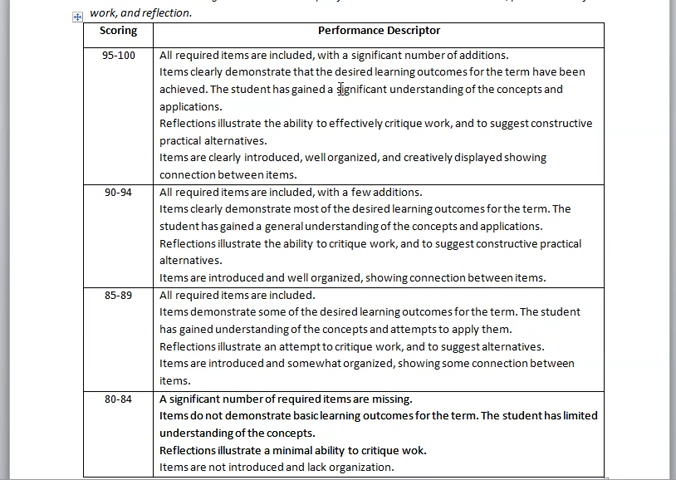 work, and reflection.
Scoring
Performance Descriptor
95-100
All required items are included, with a significant number of additions.
Items clearly demonstrate that the desired learning outcomes for the term have been
achieved. The student has gained a significant understanding of the concepts and
applications.
Reflections illustrate the ability to effectively critique work, and to suggest constructive
practical alternatives.
Items are clearly introduced, well organized, and creatively displayed showing
connection between items.
90-94
All required items are included, with a few additions.
Items clearly demonstrate most of the desired learning outcomes for the term. The
student has gained a general understanding of the concepts and applications.
Reflections illustrate the ability to critique work, and to suggest constructive practical
alternatives.
Items are introduced and well organized, showing connection between items.
85-89
All required items are included.
Items demonstrate some of the desired learning outcomes for the term. The student
has gained understanding of the concepts and attempts to apply them.
Reflections illustrate an attempt to critique work, and to suggest alternatives.
Items are introduced and somewhat organized, showing some connection between
items.
80-84
A significant number of required items are missing.
Items do not demonstrate basic learning outcomes for the term. The student has limited
understanding of the concepts.
Reflections illustrate a minimal ability to critique wok.
Items are not introduced and lack organization.